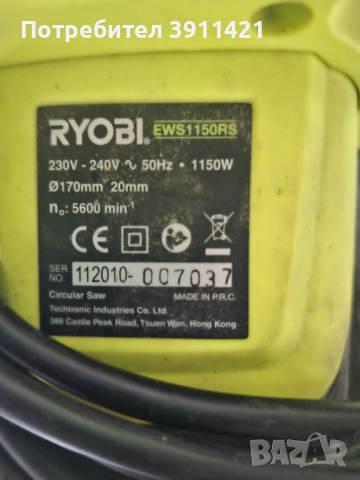 Потребител 3911421
RYOBI® EWS1150RS
230V - 240V ∿ 50Hz • 1150W
Ø170mm 20mm
no: 5600 min⁻¹
CE
SER NO. 112010- 007037
Circular Saw MADE IN P.R.C.
Techtronic Industries Co. Ltd.
388 Castle Peak Road, Tsuen Wan, Hong Kong
BAZAR